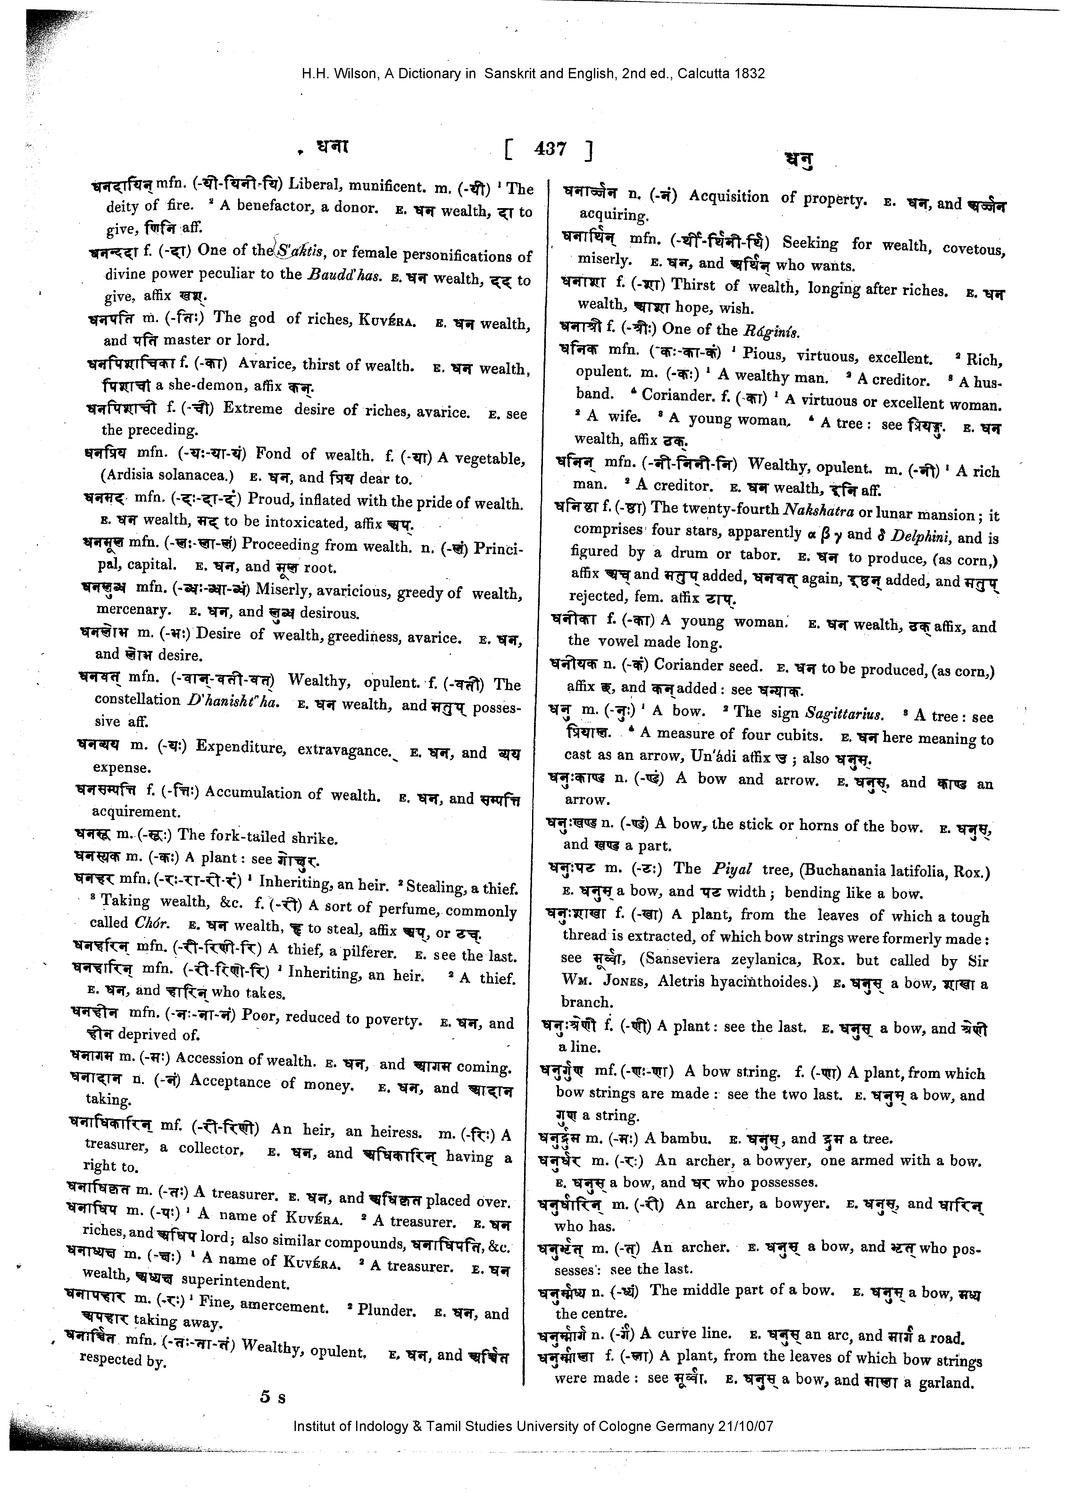 H.H. Wilson, A Dictionary in Sanskrit and English, 2nd ed., Calcutta 1832
धना [ 437 ] धनु
धनदायिन् mfn. (-यी-यिनी-यि) Liberal, munificent. m. (-यी) ¹ The
deity of fire. ² A benefactor, a donor. E. धन wealth, दा to
give, णिनि aff.
धनन्ददा f. (-दा) One of the S'aktis, or female personifications of
divine power peculiar to the Baudd'has. E. धन wealth, दद् to
give, affix खश्.
धनपति m. (-तिः) The god of riches, KUVÉRA. E. धन wealth,
and पति master or lord.
धनपिशाचिका f. (-का) Avarice, thirst of wealth. E. धन wealth,
पिशाची a she-demon, affix कन्.
धनपिशाची f. (-ची) Extreme desire of riches, avarice. E. see
the preceding.
धनप्रिय mfn. (-यः-या-यं) Fond of wealth. f. (-या) A vegetable,
(Ardisia solanacea.) E. धन, and प्रिय dear to.
धनमद mfn. (-दः-दा-दं) Proud, inflated with the pride of wealth.
E. धन wealth, मद् to be intoxicated, affix अप्.
धनमूल mfn. (-लः-ला-लं) Proceeding from wealth. n. (-लं) Princi-
pal, capital. E. धन, and मूल root.
धनलुब्ध mfn. (-ब्धः-ब्धा-ब्धं) Miserly, avaricious, greedy of wealth,
mercenary. E. धन, and लुब्ध desirous.
धनलोभ m. (-भः) Desire of wealth, greediness, avarice. E. धन,
and लोभ desire.
धनवत् mfn. (-वान्-वती-वत्) Wealthy, opulent. f. (-वती) The
constellation D'hanisht'ha. E. धन wealth, and मतुप् posses-
sive aff.
धनव्यय m. (-यः) Expenditure, extravagance. E. धन, and व्यय
expense.
धनसम्पत्ति f. (-त्तिः) Accumulation of wealth. E. धन, and सम्पत्ति
acquirement.
धनसू m. (-सूः) The fork-tailed shrike.
धनस्यक m. (-कः) A plant: see गोक्षुर.
धनहर mfn. (-रः-रा-री-रं) ¹ Inheriting, an heir. ² Stealing, a thief.
³ Taking wealth, &c. f. (-री) A sort of perfume, commonly
called Chór. E. धन wealth, हृ to steal, affix अप्, or टच्.
धनहरिन् mfn. (-री-रिणी-रि) A thief, a pilferer. E. see the last.
धनहारिन् mfn. (-री-रिणी-रि) ¹ Inheriting, an heir. ² A thief.
E. धन, and हारिन् who takes.
धनहीन mfn. (-नः-ना-नं) Poor, reduced to poverty. E. धन, and
हीन deprived of.
धनागम m. (-मः) Accession of wealth. E. धन, and आगम coming.
धनादान n. (-नं) Acceptance of money. E. धन, and आदान
taking.
धनाधिकारिन् mf. (-री-रिणी) An heir, an heiress. m. (-रिः) A
treasurer, a collector. E. धन, and अधिकारिन् having a
right to.
धनाधिकृत m. (-तः) A treasurer. E. धन, and अधिकृत placed over.
धनाधिप m. (-पः) ¹ A name of KUVÉRA. ² A treasurer. E. धन
riches, and अधिप lord; also similar compounds, धनाधिपति, &c.
धनाध्यक्ष m. (-क्षः) ¹ A name of KUVÉRA. ² A treasurer. E. धन
wealth, अध्यक्ष superintendent.
धनापहार m. (-रः) ¹ Fine, amercement. ² Plunder. E. धन, and
अपहार taking away.
धनार्चित mfn. (-तः-ता-तं) Wealthy, opulent. E. धन, and अर्चित
respected by.
5 s
धनार्ज्जन n. (-नं) Acquisition of property. E. धन, and अर्ज्जन
acquiring.
धनार्थिन् mfn. (-र्थी-र्थिनी-र्थि) Seeking for wealth, covetous,
miserly. E. धन, and अर्थिन् who wants.
धनाशा f. (-शा) Thirst of wealth, longing after riches. E. धन
wealth, आशा hope, wish.
धनाश्री f. (-श्रीः) One of the Ráginís.
धनिक mfn. (-कः-का-कं) ¹ Pious, virtuous, excellent. ² Rich,
opulent. m. (-कः) ¹ A wealthy man. ² A creditor. ³ A hus-
band. ⁴ Coriander. f. (-का) ¹ A virtuous or excellent woman.
² A wife. ³ A young woman. ⁴ A tree: see प्रियङ्गु. E. धन
wealth, affix ठक्.
धनिन् mfn. (-नी-निनी-नि) Wealthy, opulent. m. (-नी) ¹ A rich
man. ² A creditor. E. धन wealth, इनि aff.
धनिष्ठा f. (-ष्ठा) The twenty-fourth Nakshatra or lunar mansion; it
comprises four stars, apparently α β γ and δ Delphini, and is
figured by a drum or tabor. E. धन to produce, (as corn,)
affix अच् and मतुप् added, धनवत् again, इष्ठन् added, and मतुप्
rejected, fem. affix टाप्.
धनीका f. (-का) A young woman. E. धन wealth, ठक् affix, and
the vowel made long.
धनीयक n. (-कं) Coriander seed. E. धन to be produced, (as corn,)
affix छ, and कन् added: see धन्याक.
धनु m. (-नुः) ¹ A bow. ² The sign Sagittarius. ³ A tree: see
प्रियाल. ⁴ A measure of four cubits. E. धन here meaning to
cast as an arrow, Un'ádi affix उ; also धनुस्.
धनुःकाण्ड n. (-ण्डं) A bow and arrow. E. धनुस्, and काण्ड an
arrow.
धनुःखण्ड n. (-ण्डं) A bow, the stick or horns of the bow. E. धनुस्,
and खण्ड a part.
धनुःपट m. (-टः) The Piyal tree, (Buchanania latifolia, Rox.)
E. धनुस् a bow, and पट width; bending like a bow.
धनुःशाखा f. (-खा) A plant, from the leaves of which a tough
thread is extracted, of which bow strings were formerly made:
see मूर्व्वा, (Sanseviera zeylanica, Rox. but called by Sir
WM. JONES, Aletris hyacinthoides.) E. धनुस् a bow, शाखा a
branch.
धनुःश्रेणी f. (-णी) A plant: see the last. E. धनुस् a bow, and श्रेणी
a line.
धनुर्गुण mf. (-णः-णा) A bow string. f. (-णा) A plant, from which
bow strings are made: see the two last. E. धनुस् a bow, and
गुण a string.
धनुर्द्रुम m. (-मः) A bambu. E. धनुस्, and द्रुम a tree.
धनुर्धर m. (-रः) An archer, a bowyer, one armed with a bow.
E. धनुस् a bow, and धर who possesses.
धनुर्धारिन् m. (-री) An archer, a bowyer. E. धनुस्, and धारिन्
who has.
धनुर्भृत् m. (-त्) An archer. E. धनुस् a bow, and भृत् who pos-
sesses: see the last.
धनुर्म्मध्य n. (-ध्यं) The middle part of a bow. E. धनुस् a bow, मध्य
the centre.
धनुर्म्मार्ग n. (-र्गं) A curve line. E. धनुस् an arc, and मार्ग a road.
धनुर्म्माला f. (-ला) A plant, from the leaves of which bow strings
were made: see मूर्व्वा. E. धनुस् a bow, and माला a garland.
Institut of Indology & Tamil Studies University of Cologne Germany 21/10/07